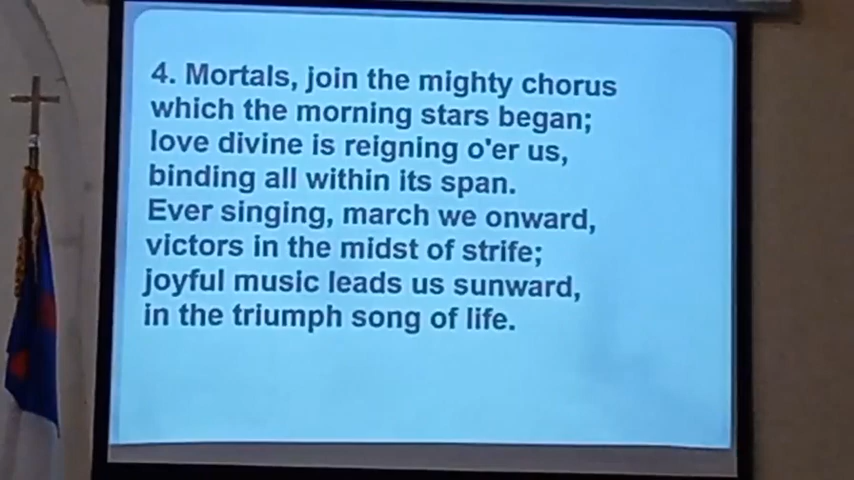 4. Mortals, join the mighty chorus
which the morning stars began;
love divine is reigning o'er us,
binding all within its span.
Ever singing, march we onward,
victors in the midst of strife;
joyful music leads us sunward,
in the triumph song of life.